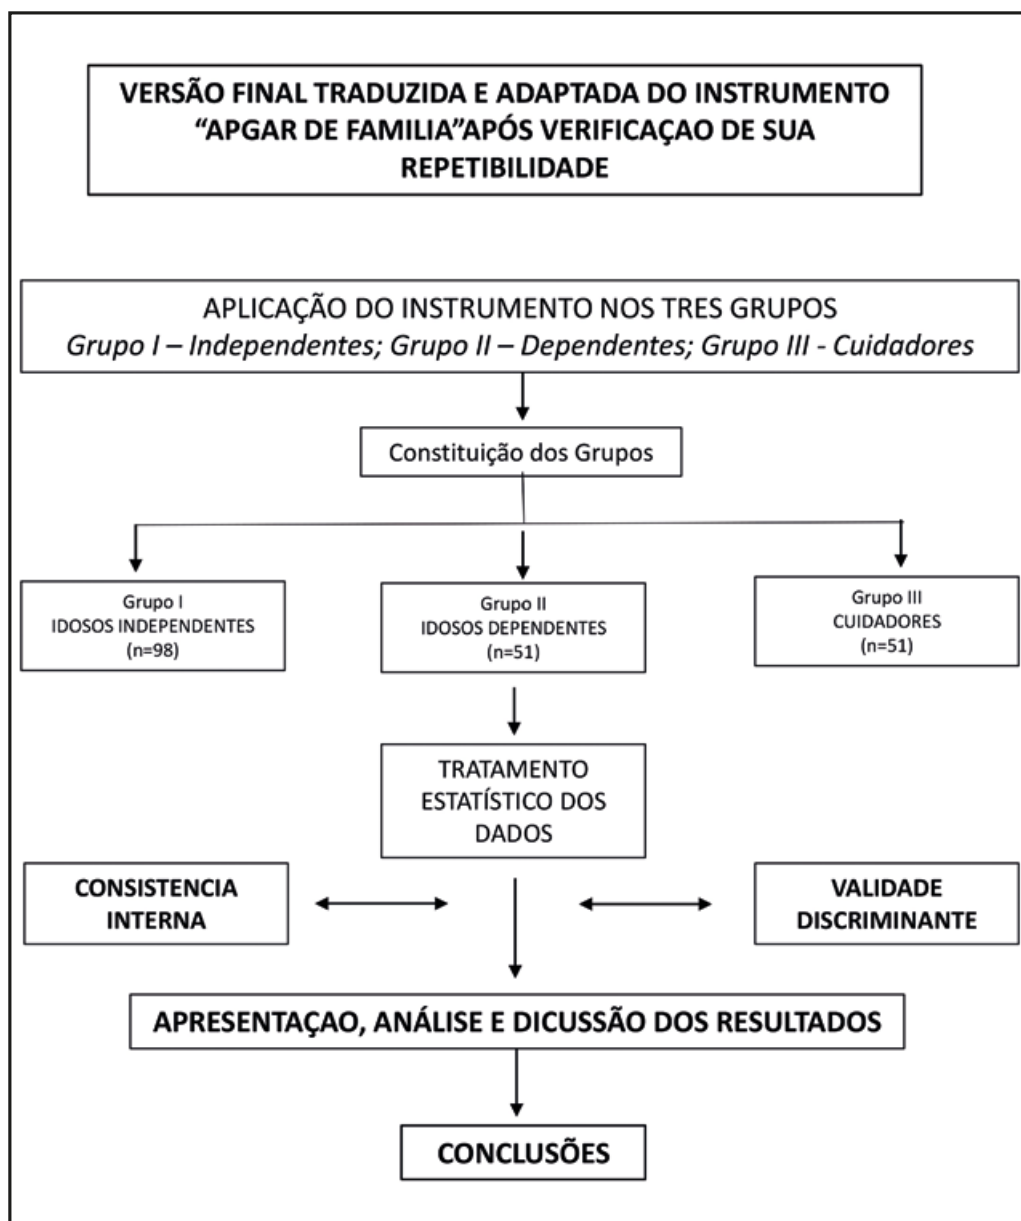 VERSÃO FINAL TRADUZIDA E ADAPTADA DO INSTRUMENTO
“APGAR DE FAMILIA”APÓS VERIFICAÇAO DE SUA
REPETIBILIDADE
APLICAÇÃO DO INSTRUMENTO NOS TRES GRUPOS
Grupo I – Independentes; Grupo II – Dependentes; Grupo III - Cuidadores
Constituição dos Grupos
Grupo I
IDOSOS INDEPENDENTES
(n=98)
Grupo II
IDOSOS DEPENDENTES
(n=51)
Grupo III
CUIDADORES
(n=51)
TRATAMENTO
ESTATÍSTICO DOS
DADOS
CONSISTENCIA
INTERNA
VALIDADE
DISCRIMINANTE
APRESENTAÇAO, ANÁLISE E DICUSSÃO DOS RESULTADOS
CONCLUSÕES